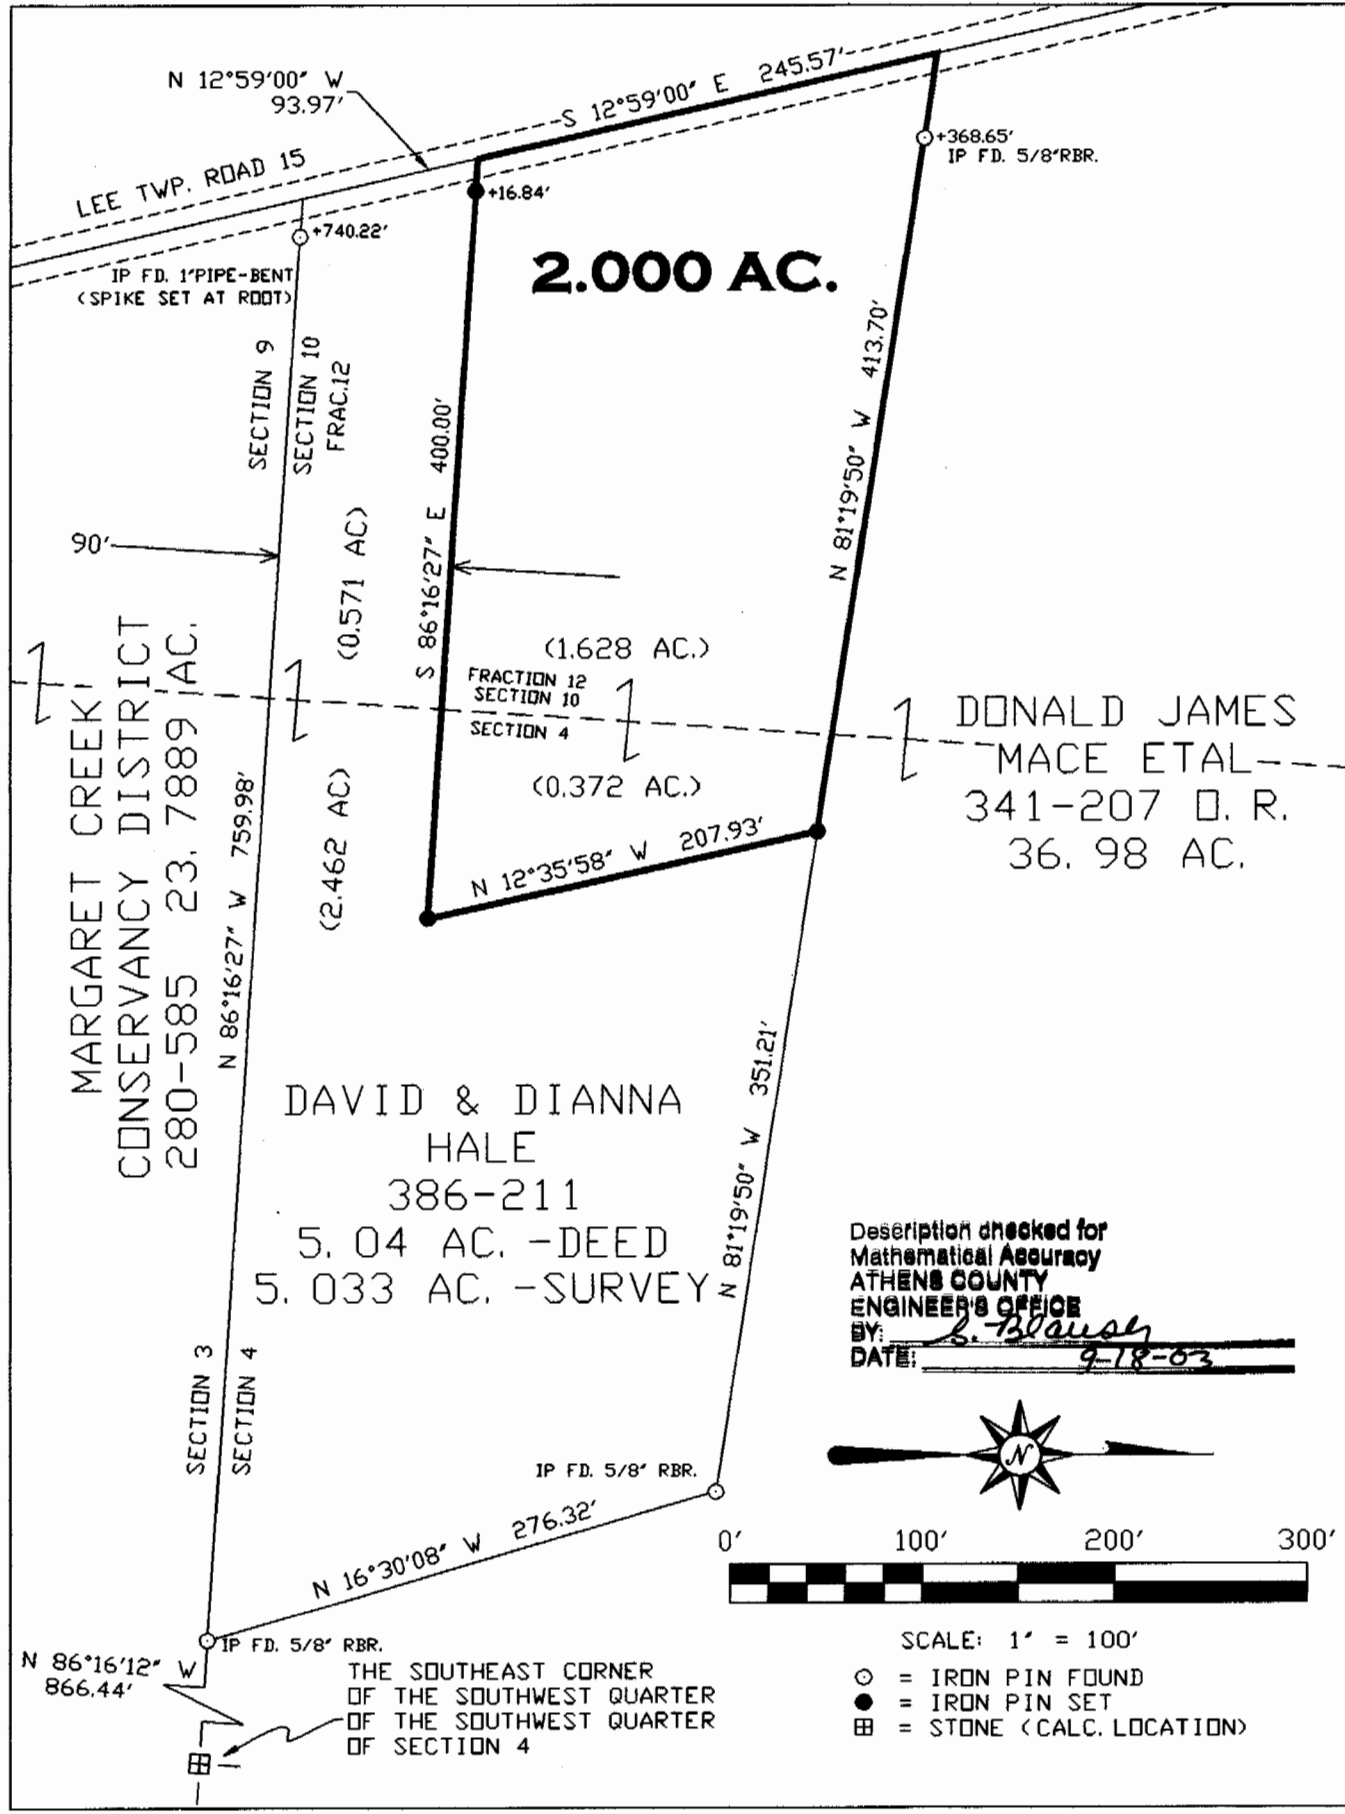 N 12°59'00" W
93.97'
S 12°59'00" E 245.57'
LEE TWP. ROAD 15
+368.65'
IP FD. 5/8"RBR.
+16.84'
+740.22'
IP FD. 1"PIPE-BENT
(SPIKE SET AT ROOT)
2.000 AC.
SECTION 9
SECTION 10
FRAC.12
S 86°16'27" E 400.00'
N 81°19'50" W 413.70'
90'
(0.571 AC)
(1.628 AC.)
FRACTION 12
SECTION 10
SECTION 4
(0.372 AC.)
(2.462 AC)
N 12°35'58" W 207.93'
MARGARET CREEK
CONSERVANCY DISTRICT
280-585 23.7889 AC.
N 86°16'27" W 759.98'
DONALD JAMES
MACE ETAL
341-207 O.R.
36.98 AC.
DAVID & DIANNA
HALE
386-211
5.04 AC. -DEED
5.033 AC. -SURVEY
N 81°19'50" W 351.21'
Description checked for
Mathematical Accuracy
ATHENS COUNTY
ENGINEER'S OFFICE
BY: S. Blauser
DATE: 9-18-03
SECTION 3
SECTION 4
IP FD. 5/8" RBR.
N 16°30'08" W 276.32'
N
0' 100' 200' 300'
SCALE: 1" = 100'
= IRON PIN FOUND
= IRON PIN SET
= STONE (CALC. LOCATION)
IP FD. 5/8" RBR.
N 86°16'12" W
866.44'
THE SOUTHEAST CORNER
OF THE SOUTHWEST QUARTER
OF THE SOUTHWEST QUARTER
OF SECTION 4